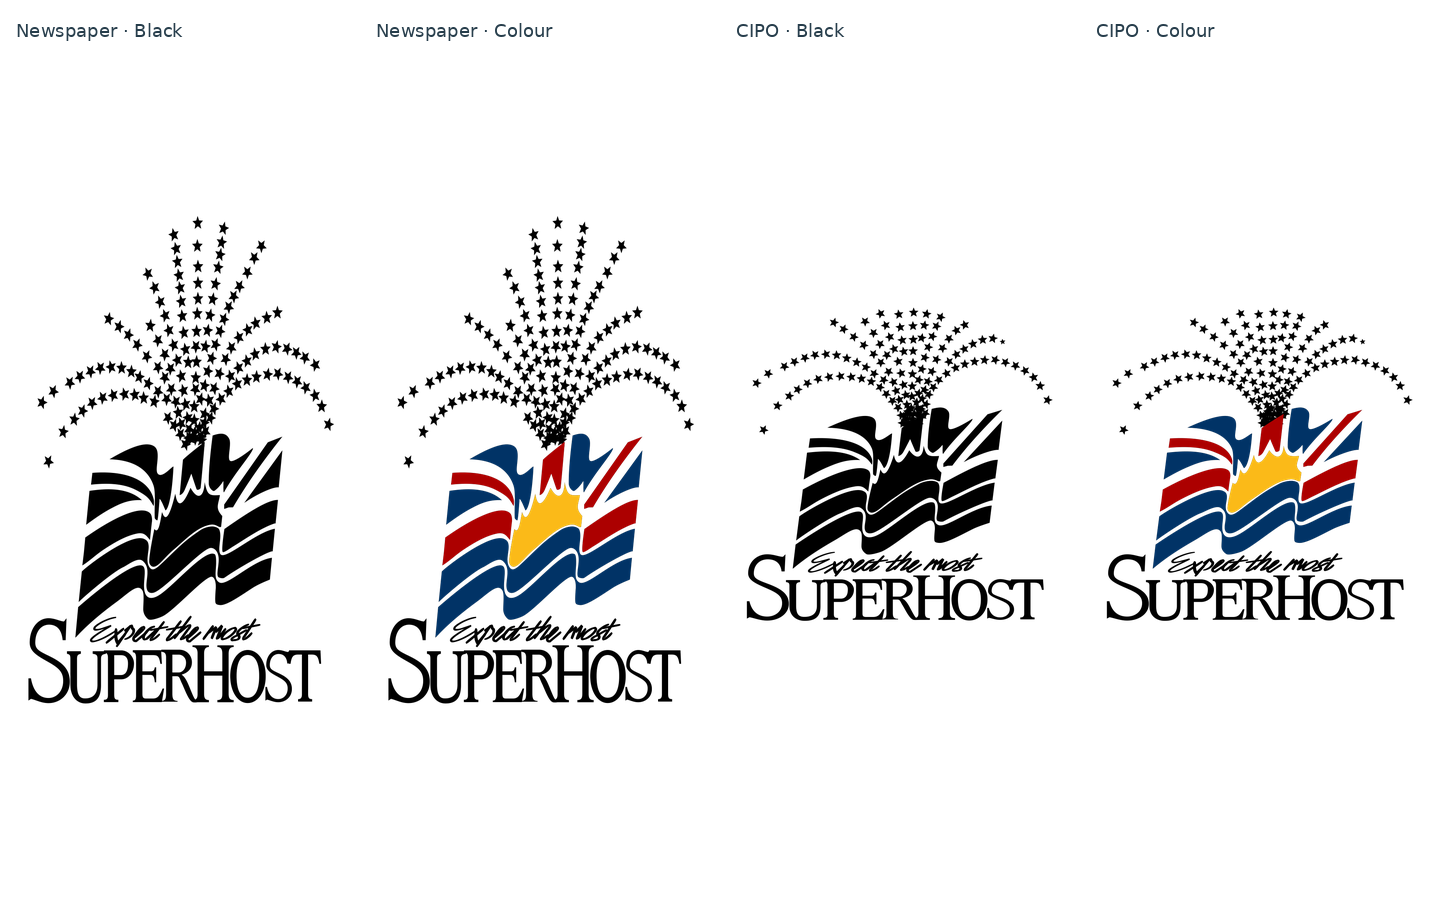 Newspaper · Black
Newspaper · Colour
CIPO · Black
CIPO · Colour
Expect the most
SUPERHOST
Expect the most
SUPERHOST
Expect the most
SUPERHOST
Expect the most
SUPERHOST